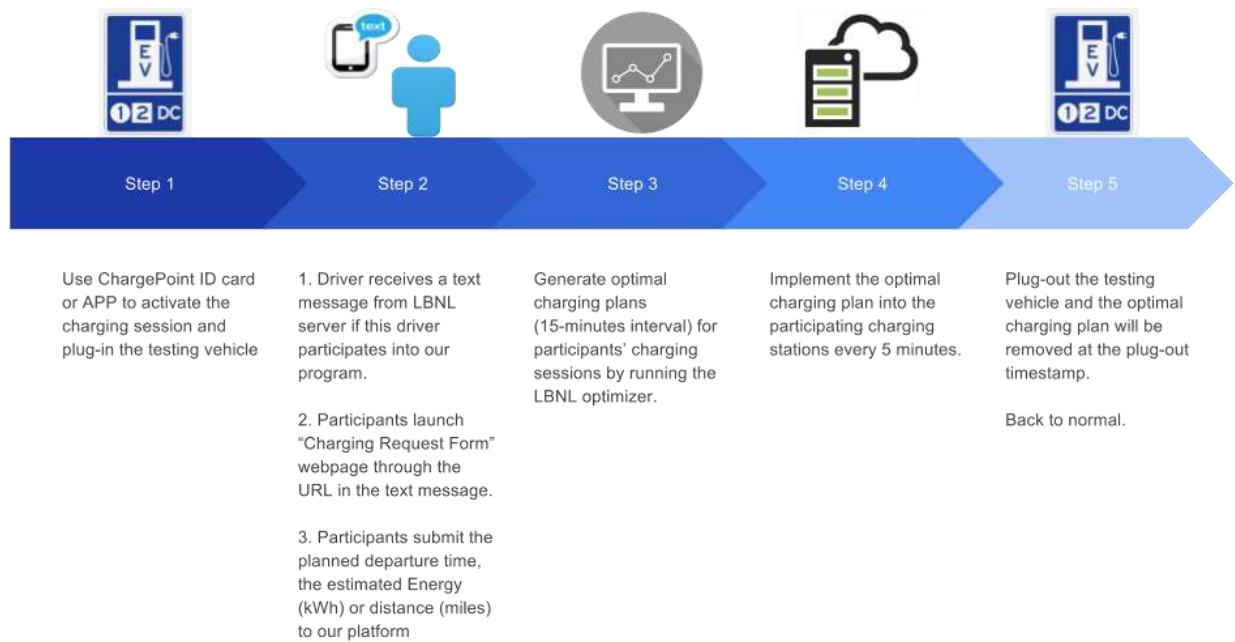 EV
1 2 DC
text
EV
1 2 DC
Step 1
Step 2
Step 3
Step 4
Step 5
Use ChargePoint ID card
or APP to activate the
charging session and
plug-in the testing vehicle
1. Driver receives a text
message from LBNL
server if this driver
participates into our
program.
2. Participants launch
“Charging Request Form”
webpage through the
URL in the text message.
3. Participants submit the
planned departure time,
the estimated Energy
(kWh) or distance (miles)
to our platform
Generate optimal
charging plans
(15-minutes interval) for
participants’ charging
sessions by running the
LBNL optimizer.
Implement the optimal
charging plan into the
participating charging
stations every 5 minutes.
Plug-out the testing
vehicle and the optimal
charging plan will be
removed at the plug-out
timestamp.
Back to normal.